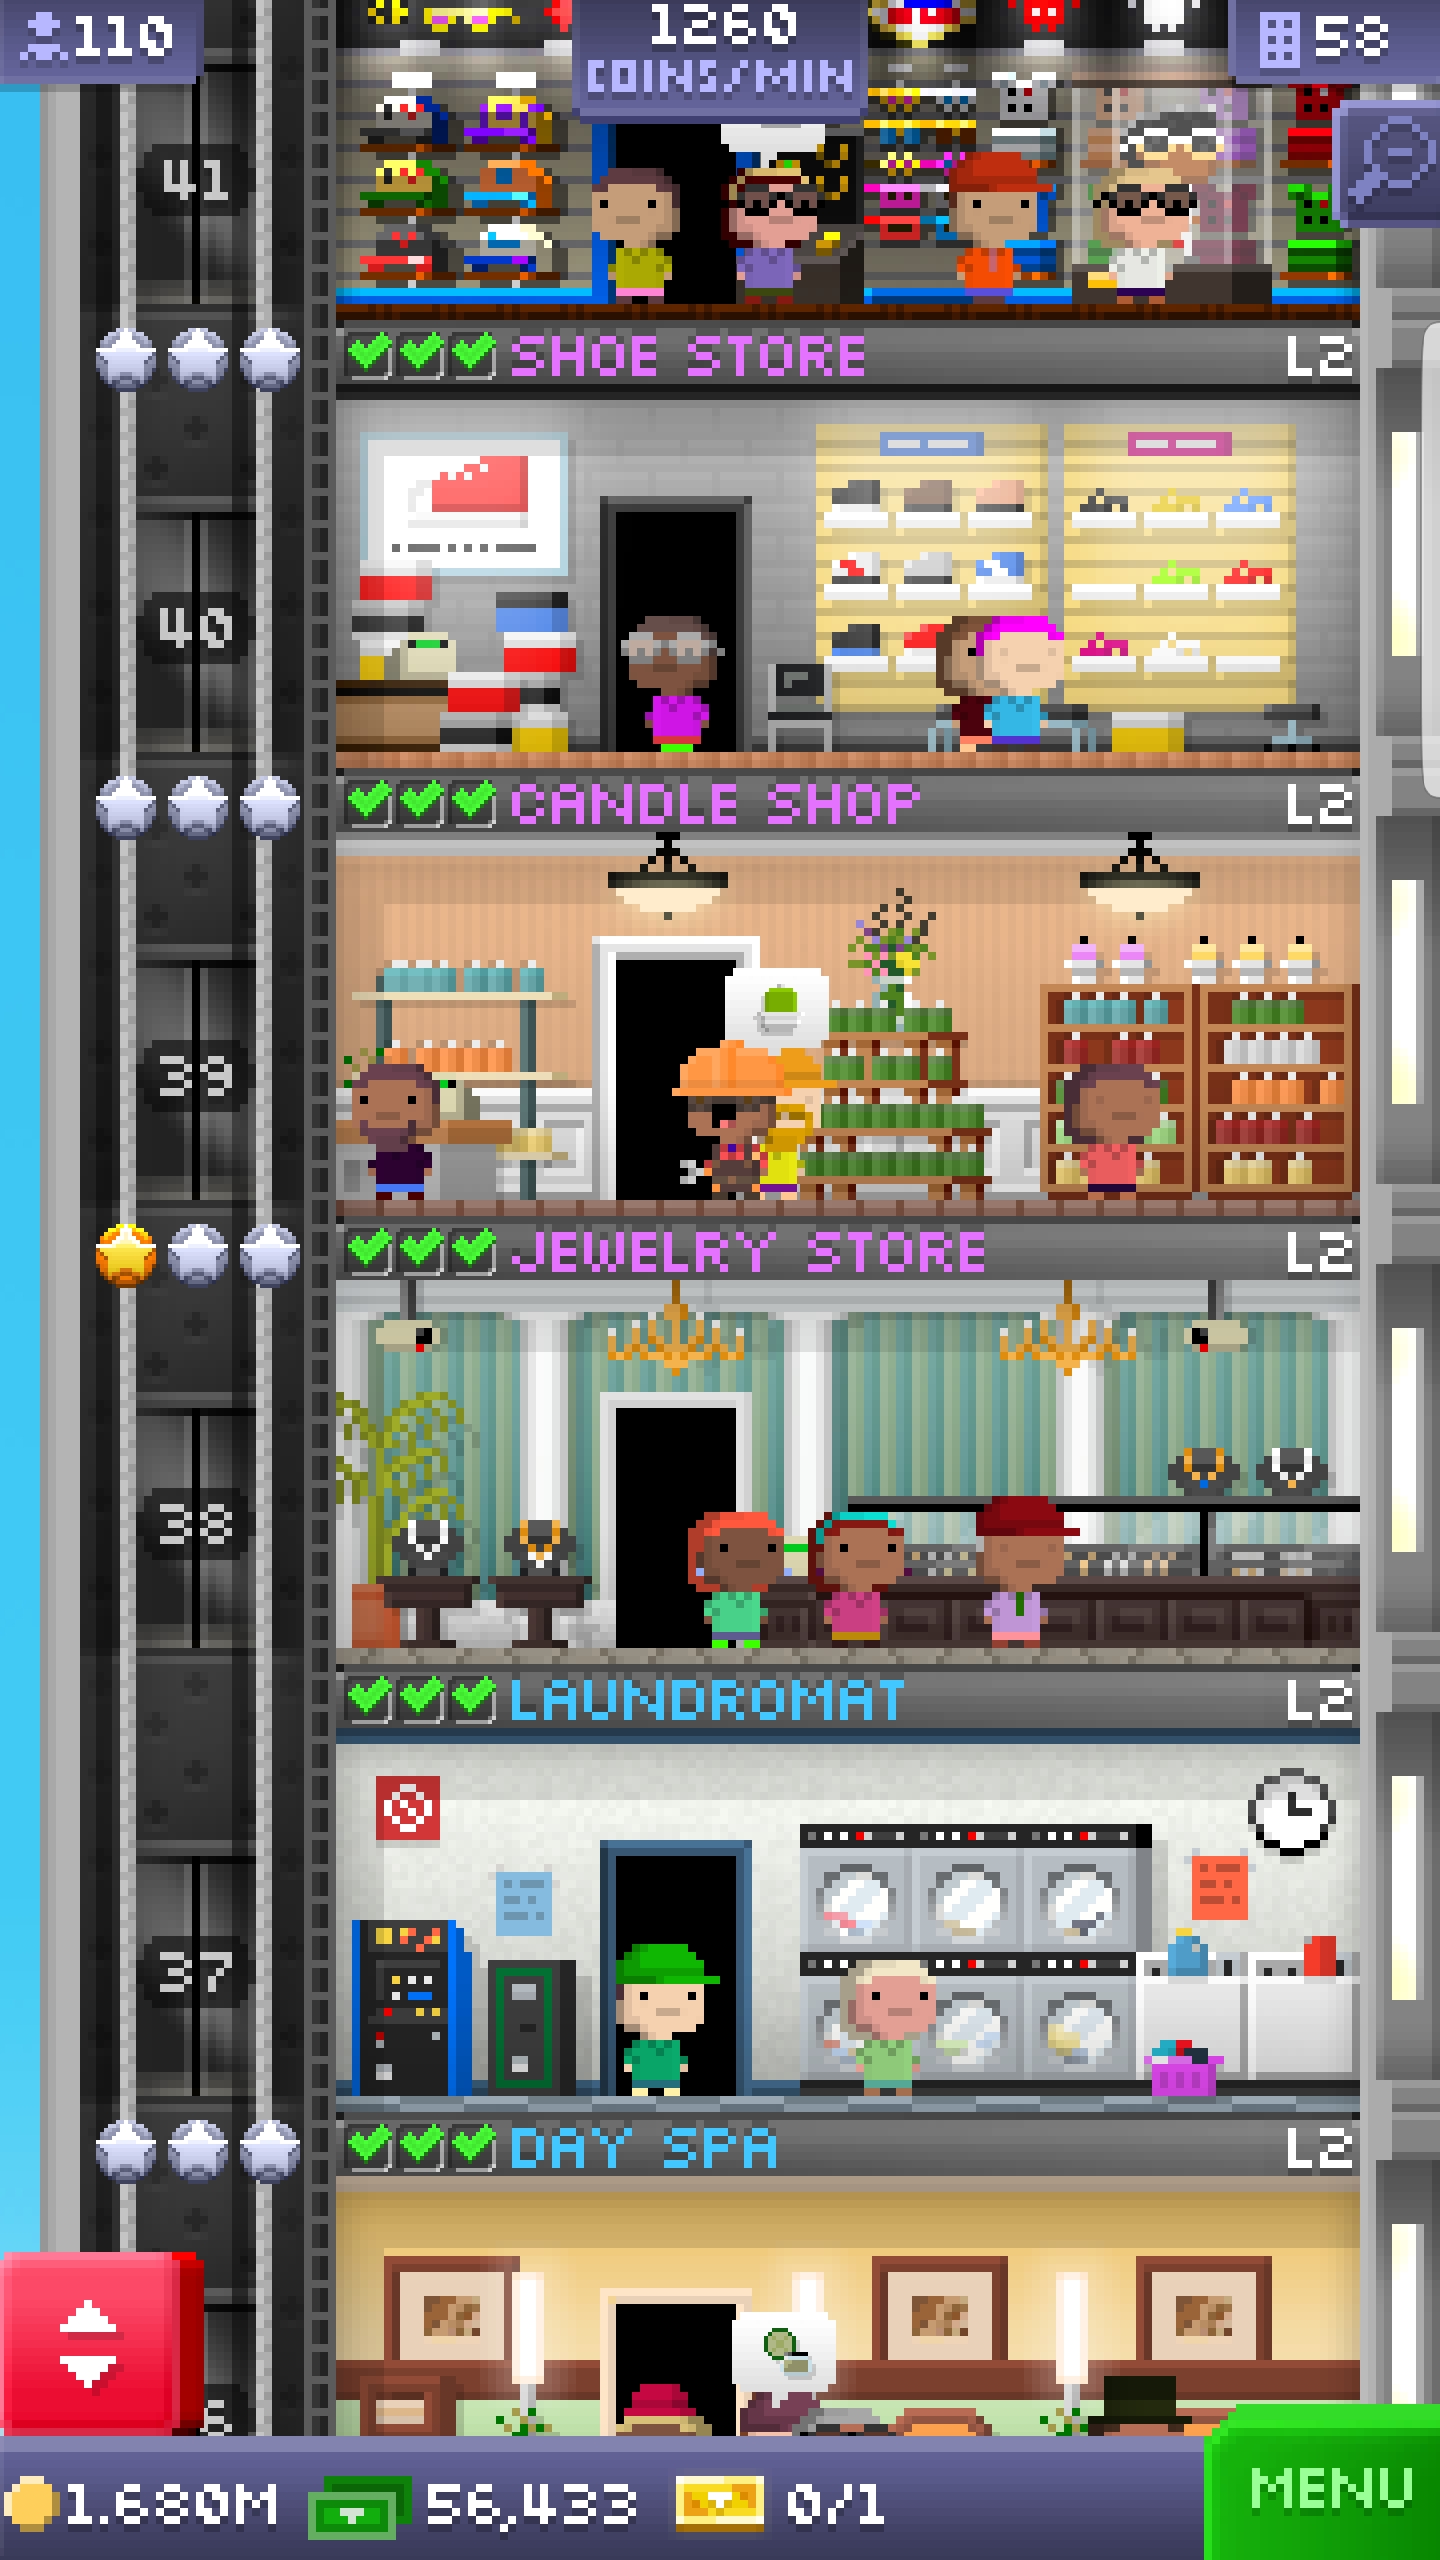 110
1260
COINS/MIN
58
41
SHOE STORE L2
40
CANDLE SHOP L2
39
JEWELRY STORE L2
38
LAUNDROMAT L2
37
DAY SPA L2
1.680M 56,433 0/1
MENU